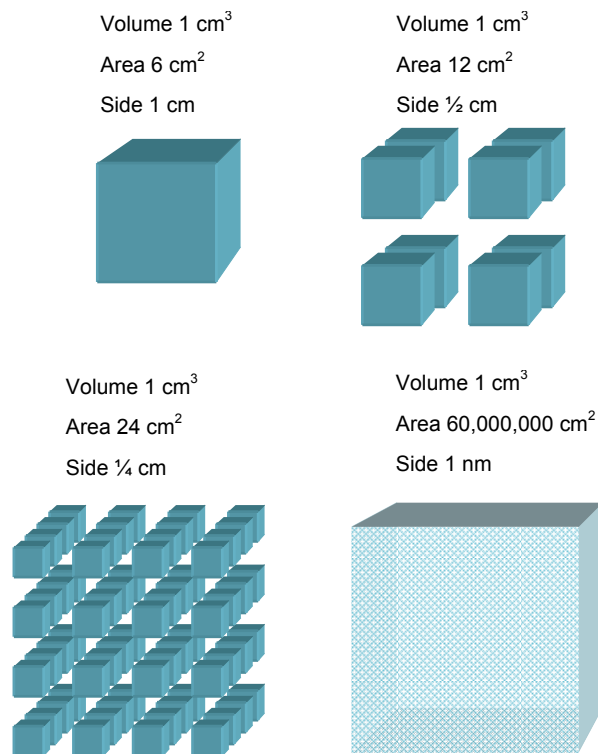 Volume 1 cm³
Area 6 cm²
Side 1 cm
Volume 1 cm³
Area 12 cm²
Side ½ cm
Volume 1 cm³
Area 24 cm²
Side ¼ cm
Volume 1 cm³
Area 60,000,000 cm²
Side 1 nm